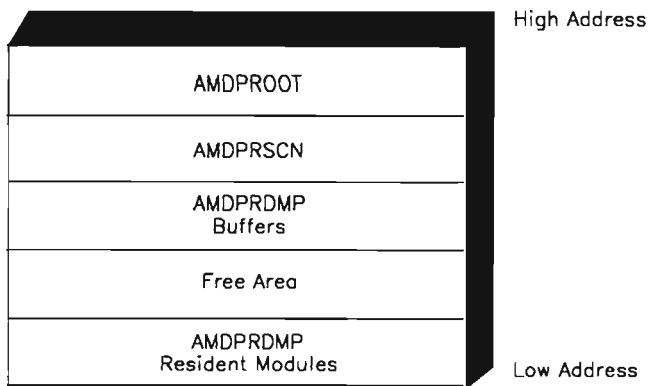 High Address
AMDPROOT
AMDPRSCN
AMDPRDMP
Buffers
Free Area
AMDPRDMP
Resident Modules
Low Address